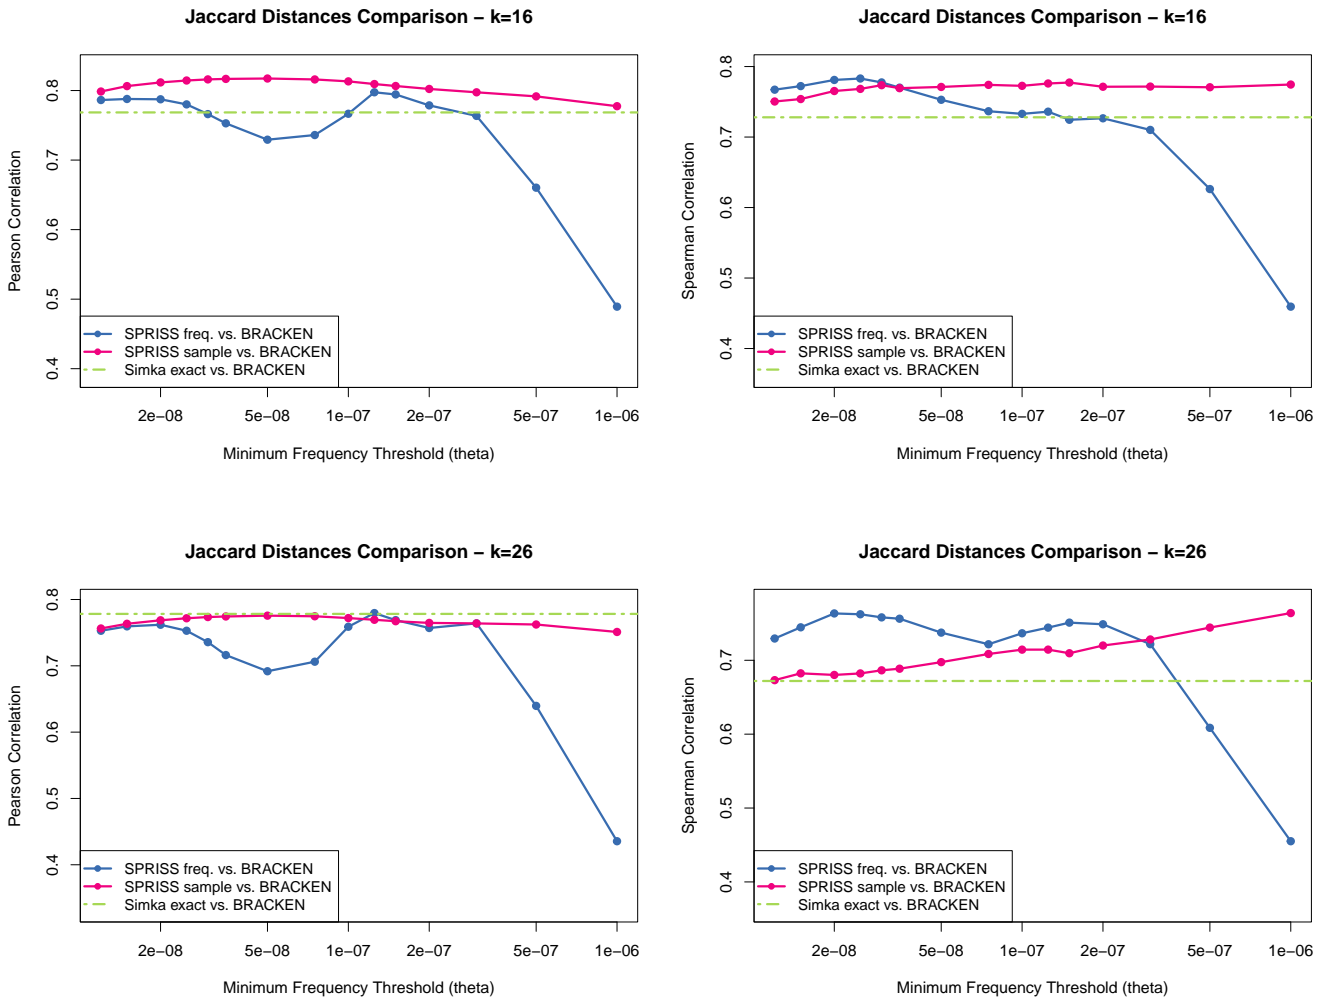 Jaccard Distances Comparison − k=16
Pearson Correlation
0.4
0.5
0.6
0.7
0.8
SPRISS freq. vs. BRACKEN
SPRISS sample vs. BRACKEN
Simka exact vs. BRACKEN
2e−08
5e−08
1e−07
2e−07
5e−07
1e−06
Minimum Frequency Threshold (theta)
Jaccard Distances Comparison − k=16
Spearman Correlation
0.4
0.5
0.6
0.7
0.8
SPRISS freq. vs. BRACKEN
SPRISS sample vs. BRACKEN
Simka exact vs. BRACKEN
2e−08
5e−08
1e−07
2e−07
5e−07
1e−06
Minimum Frequency Threshold (theta)
Jaccard Distances Comparison − k=26
Pearson Correlation
0.4
0.5
0.6
0.7
0.8
SPRISS freq. vs. BRACKEN
SPRISS sample vs. BRACKEN
Simka exact vs. BRACKEN
2e−08
5e−08
1e−07
2e−07
5e−07
1e−06
Minimum Frequency Threshold (theta)
Jaccard Distances Comparison − k=26
Spearman Correlation
0.4
0.5
0.6
0.7
SPRISS freq. vs. BRACKEN
SPRISS sample vs. BRACKEN
Simka exact vs. BRACKEN
2e−08
5e−08
1e−07
2e−07
5e−07
1e−06
Minimum Frequency Threshold (theta)